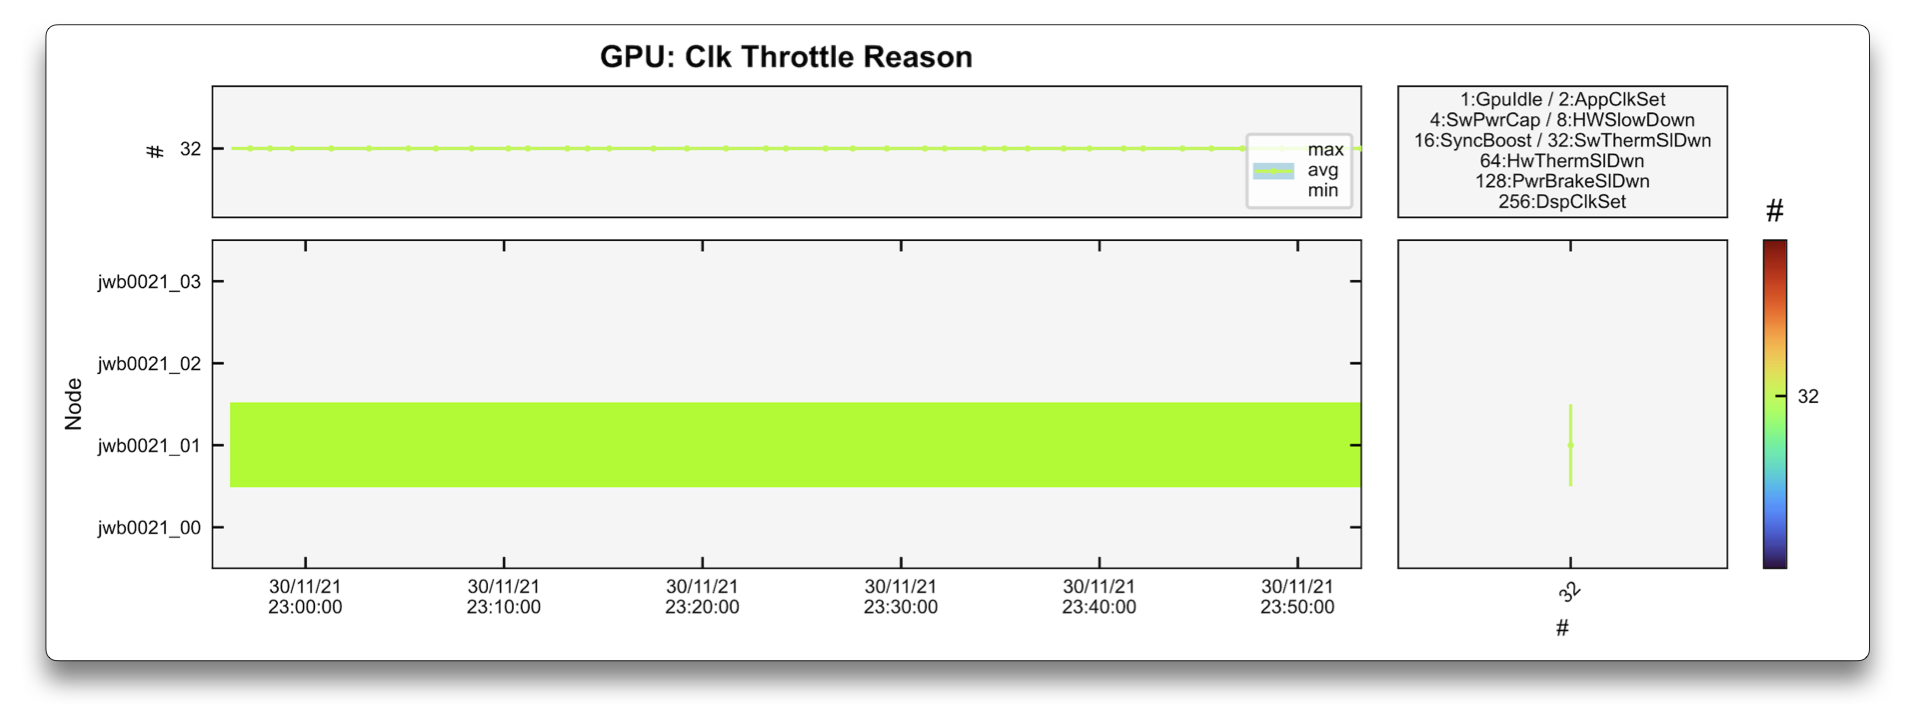 GPU: Clk Throttle Reason
#
32
max
avg
min
1:GpuIdle / 2:AppClkSet
4:SwPwrCap / 8:HWSlowDown
16:SyncBoost / 32:SwThermSlDwn
64:HwThermSlDwn
128:PwrBrakeSlDwn
256:DspClkSet
#
Node
jwb0021_03
jwb0021_02
jwb0021_01
jwb0021_00
32
30/11/21
23:00:00
30/11/21
23:10:00
30/11/21
23:20:00
30/11/21
23:30:00
30/11/21
23:40:00
30/11/21
23:50:00
32
#